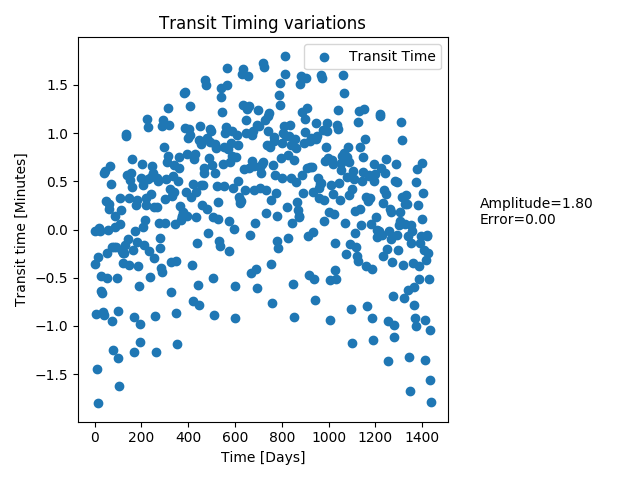 Transit Timing variations
Transit Time
1.5
1.0
0.5
0.0
−0.5
−1.0
−1.5
Transit time [Minutes]
0 200 400 600 800 1000 1200 1400
Time [Days]
Amplitude=1.80
Error=0.00